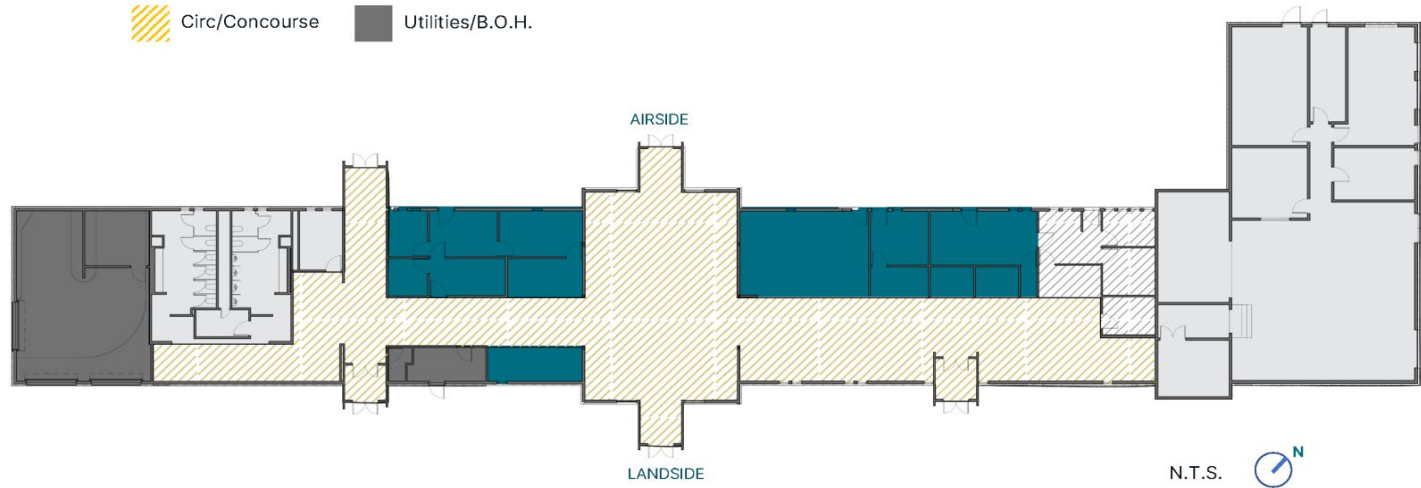 Circ/Concourse
Utilities/B.O.H.
AIRSIDE
LANDSIDE
N.T.S.
N